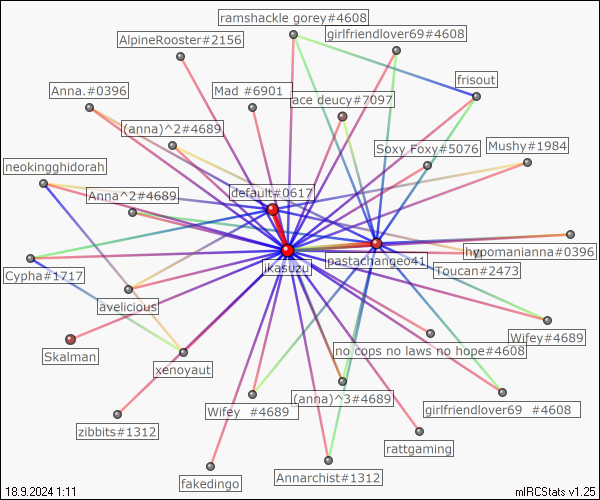 ramshackle gorey#4608
girlfriendlover69#4608
AlpineRooster#2156
frisout
Anna.#0396
Mad #6901
ace deucy#7097
(anna)^2#4689
Soxy Foxy#5076
Mushy#1984
neokingghidorah
Anna^2#4689
default#0617
hypomanianna#0396
pastachangeo41
jkasuzu
Toucan#2473
Cypha#1717
avelicious
Wifey#4689
no cops no laws no hope#4608
Skalman
xenoyaut
(anna)^3#4689
Wifey #4689
girlfriendlover69 #4608
zibbits#1312
rattgaming
fakedingo
Annarchist#1312
18.9.2024 1:11
mIRCStats v1.25